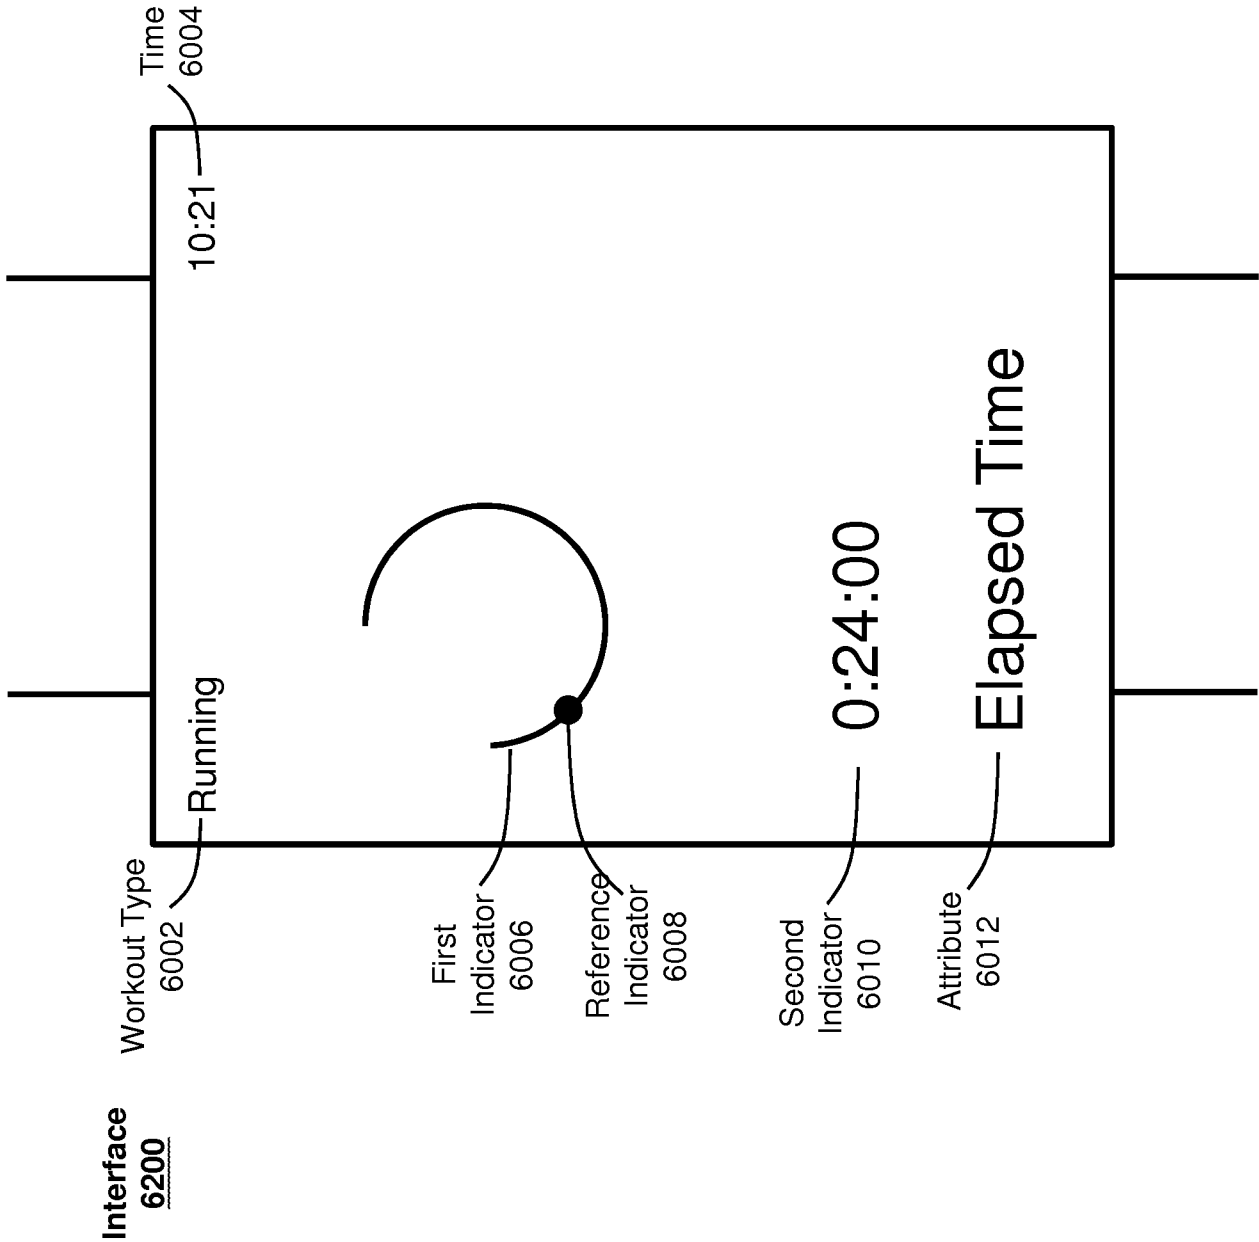 Interface
6200
Workout Type
6002
Running
10:21
Time
6004
First
Indicator
6006
Reference
Indicator
6008
Second
Indicator
6010
0:24:00
Attribute
6012
Elapsed Time